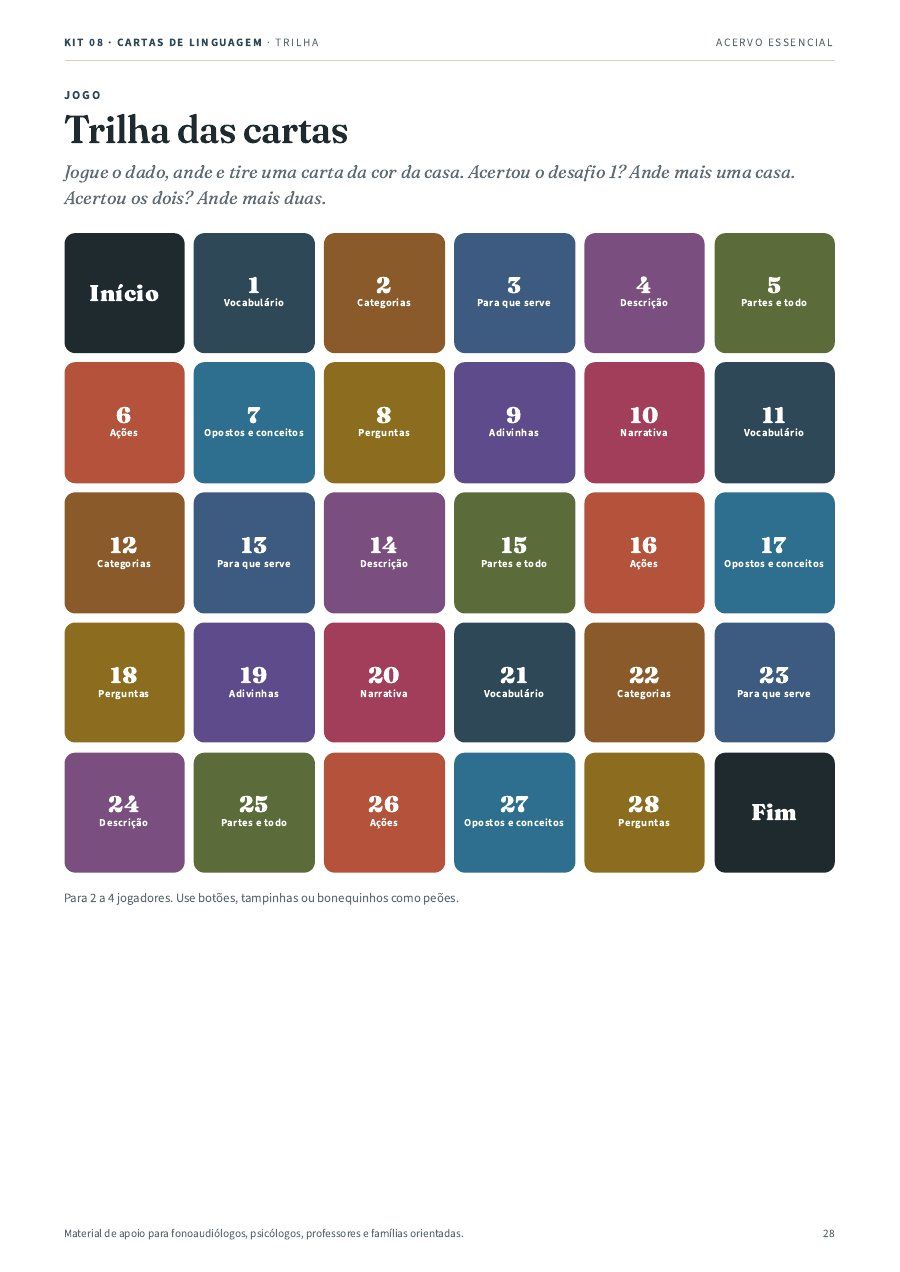 KIT 08 · CARTAS DE LINGUAGEM · TRILHA
ACERVO ESSENCIAL
JOGO
Trilha das cartas
Jogue o dado, ande e tire uma carta da cor da casa. Acertou o desafio 1? Ande mais uma casa.
Acertou os dois? Ande mais duas.
Início
1
Vocabulário
2
Categorias
3
Para que serve
4
Descrição
5
Partes e todo
6
Ações
7
Opostos e conceitos
8
Perguntas
9
Adivinhas
10
Narrativa
11
Vocabulário
12
Categorias
13
Para que serve
14
Descrição
15
Partes e todo
16
Ações
17
Opostos e conceitos
18
Perguntas
19
Adivinhas
20
Narrativa
21
Vocabulário
22
Categorias
23
Para que serve
24
Descrição
25
Partes e todo
26
Ações
27
Opostos e conceitos
28
Perguntas
Fim
Para 2 a 4 jogadores. Use botões, tampinhas ou bonequinhos como peões.
Material de apoio para fonoaudiólogos, psicólogos, professores e famílias orientadas.
28